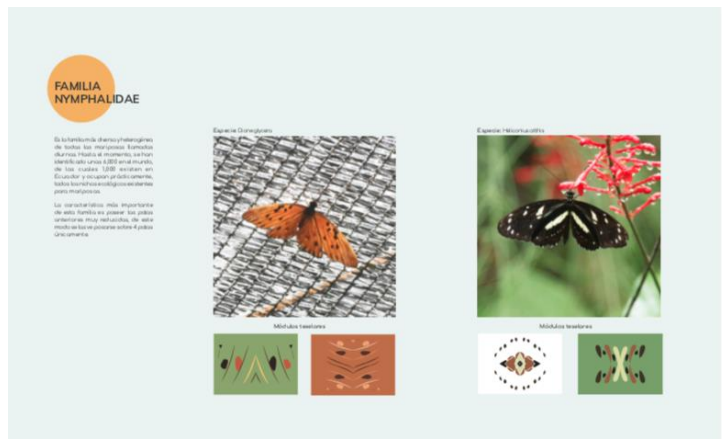 FAMILIA
NYMPHALIDAE
Es la familia más diversa y heterogénea
de todas las mariposas llamadas
diurnas. Hasta el momento, se han
identificado unas 6,000 en el mundo,
de las cuales 1,000 existen en
Ecuador y ocupan prácticamente,
todos los nichos ecológicos existentes
para mariposas.
La característica más importante
de esta familia es poseer las patas
anteriores muy reducidas, de este
modo se las ve posarse sobre 4 patas
únicamente.
Especie:
Especie:
Módulos teselares
Módulos teselares